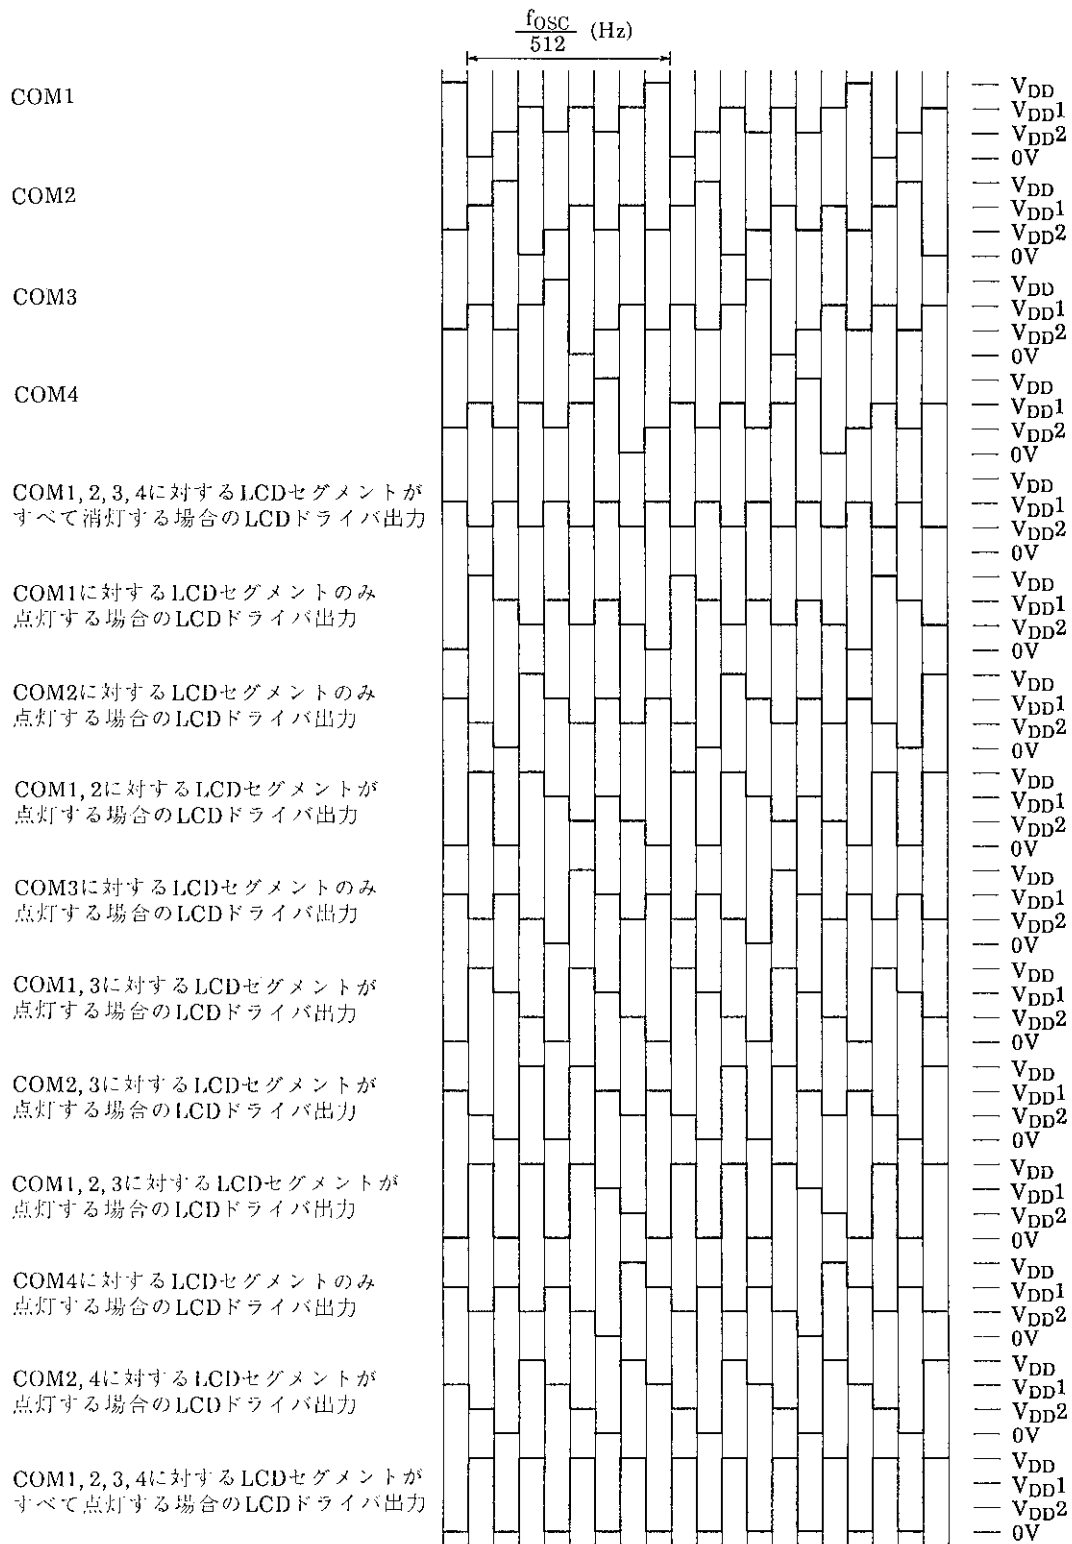 fOSC
512
(Hz)
COM1
VDD
VDD1
VDD2
0V
COM2
VDD
VDD1
VDD2
0V
COM3
VDD
VDD1
VDD2
0V
COM4
VDD
VDD1
VDD2
0V
COM1,2,3,4に対するLCDセグメントが
すべて消灯する場合のLCDドライバ出力
VDD
VDD1
VDD2
0V
COM1に対するLCDセグメントのみ
点灯する場合のLCDドライバ出力
VDD
VDD1
VDD2
0V
COM2に対するLCDセグメントのみ
点灯する場合のLCDドライバ出力
VDD
VDD1
VDD2
0V
COM1,2に対するLCDセグメントが
点灯する場合のLCDドライバ出力
VDD
VDD1
VDD2
0V
COM3に対するLCDセグメントのみ
点灯する場合のLCDドライバ出力
VDD
VDD1
VDD2
0V
COM1,3に対するLCDセグメントが
点灯する場合のLCDドライバ出力
VDD
VDD1
VDD2
0V
COM2,3に対するLCDセグメントが
点灯する場合のLCDドライバ出力
VDD
VDD1
VDD2
0V
COM1,2,3に対するLCDセグメントが
点灯する場合のLCDドライバ出力
VDD
VDD1
VDD2
0V
COM4に対するLCDセグメントのみ
点灯する場合のLCDドライバ出力
VDD
VDD1
VDD2
0V
COM2,4に対するLCDセグメントが
点灯する場合のLCDドライバ出力
VDD
VDD1
VDD2
0V
COM1,2,3,4に対するLCDセグメントが
すべて点灯する場合のLCDドライバ出力
VDD
VDD1
VDD2
0V